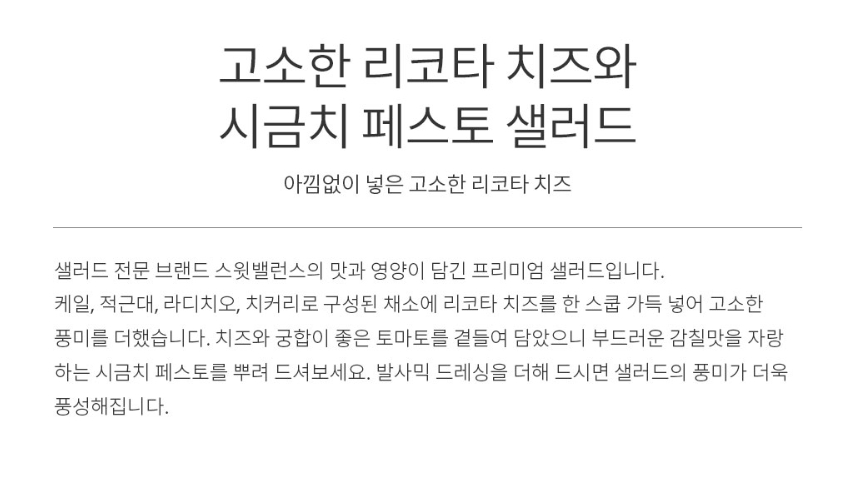 고소한 리코타 치즈와
시금치 페스토 샐러드
아낌없이 넣은 고소한 리코타 치즈
샐러드 전문 브랜드 스윗밸런스의 맛과 영양이 담긴 프리미엄 샐러드입니다.
케일, 적근대, 라디치오, 치커리로 구성된 채소에 리코타 치즈를 한 스쿱 가득 넣어 고소한
풍미를 더했습니다. 치즈와 궁합이 좋은 토마토를 곁들여 담았으니 부드러운 감칠맛을 자랑
하는 시금치 페스토를 뿌려 드셔보세요. 발사믹 드레싱을 더해 드시면 샐러드의 풍미가 더욱
풍성해집니다.